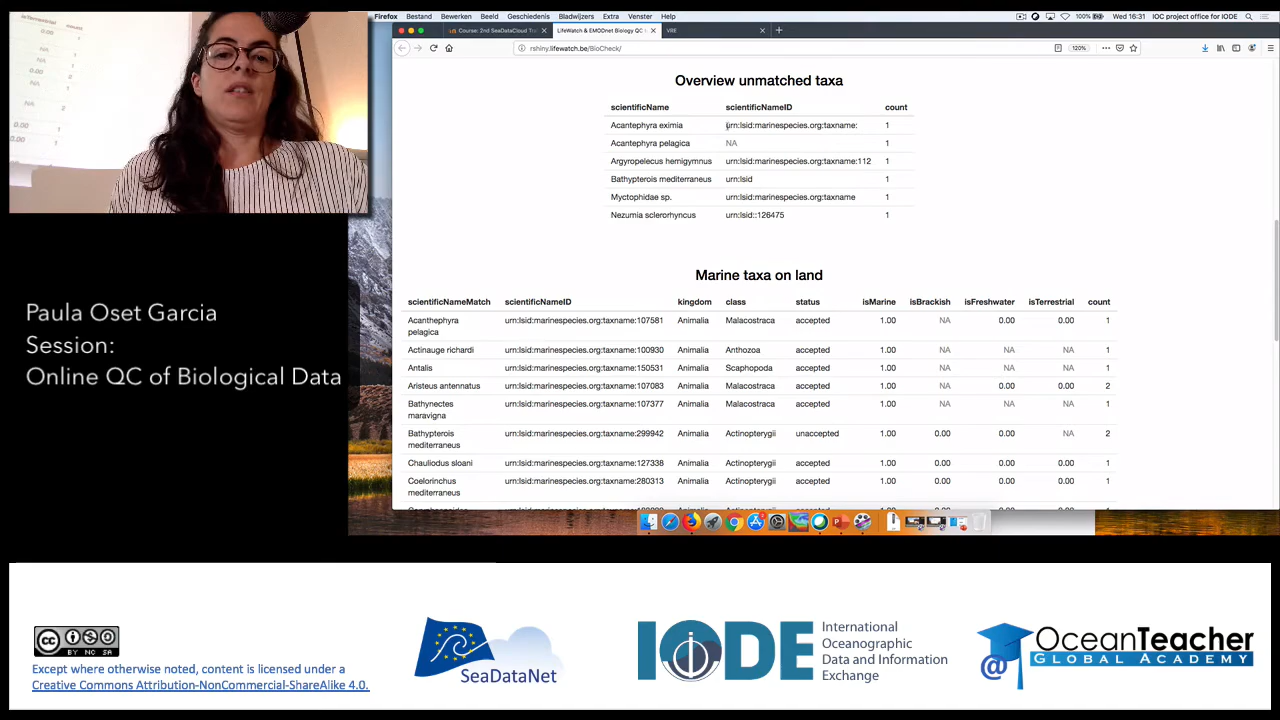 Firefox Bestand Bewerken Beeld Geschiedenis Bladwijzers Extra Venster Help 100% Wed 16:31 IOC project office for IODE
Course: 2nd SeaDataCloud Tra LifeWatch & EMODnet Biology QC VRE
rshiny.lifewatch.be/BioCheck/ 120%
Overview unmatched taxa
scientificName scientificNameID count
Acantephyra eximia urn:lsid:marinespecies.org:taxname: 1
Acantephyra pelagica NA 1
Argyropelecus hemigymnus urn:lsid:marinespecies.org:taxname:112 1
Bathypterois mediterraneus urn:lsid 1
Myctophidae sp. urn:lsid:marinespecies.org:taxname 1
Nezumia sclerorhyncus urn:lsid::126475 1
Marine taxa on land
scientificNameMatch scientificNameID kingdom class status isMarine isBrackish isFreshwater isTerrestrial count
Acanthephyra pelagica urn:lsid:marinespecies.org:taxname:107581 Animalia Malacostraca accepted 1.00 NA 0.00 0.00 1
Actinauge richardi urn:lsid:marinespecies.org:taxname:100930 Animalia Anthozoa accepted 1.00 NA NA NA 1
Antalis urn:lsid:marinespecies.org:taxname:150531 Animalia Scaphopoda accepted 1.00 NA NA NA 1
Aristeus antennatus urn:lsid:marinespecies.org:taxname:107083 Animalia Malacostraca accepted 1.00 NA 0.00 0.00 2
Bathynectes maravigna urn:lsid:marinespecies.org:taxname:107377 Animalia Malacostraca accepted 1.00 NA NA NA 1
Bathypterois mediterraneus urn:lsid:marinespecies.org:taxname:299942 Animalia Actinopterygii unaccepted 1.00 0.00 0.00 NA 2
Chauliodus sloani urn:lsid:marinespecies.org:taxname:127338 Animalia Actinopterygii accepted 1.00 0.00 0.00 0.00 1
Coelorinchus mediterraneus urn:lsid:marinespecies.org:taxname:280313 Animalia Actinopterygii accepted 1.00 0.00 0.00 0.00 1
Paula Oset Garcia
Session:
Online QC of Biological Data
cc BY NC SA
Except where otherwise noted, content is licensed under a
Creative Commons Attribution-NonCommercial-ShareAlike 4.0.
SeaDataNet
IODE
International
Oceanographic
Data and Information
Exchange
@
OceanTeacher
GLOBAL ACADEMY